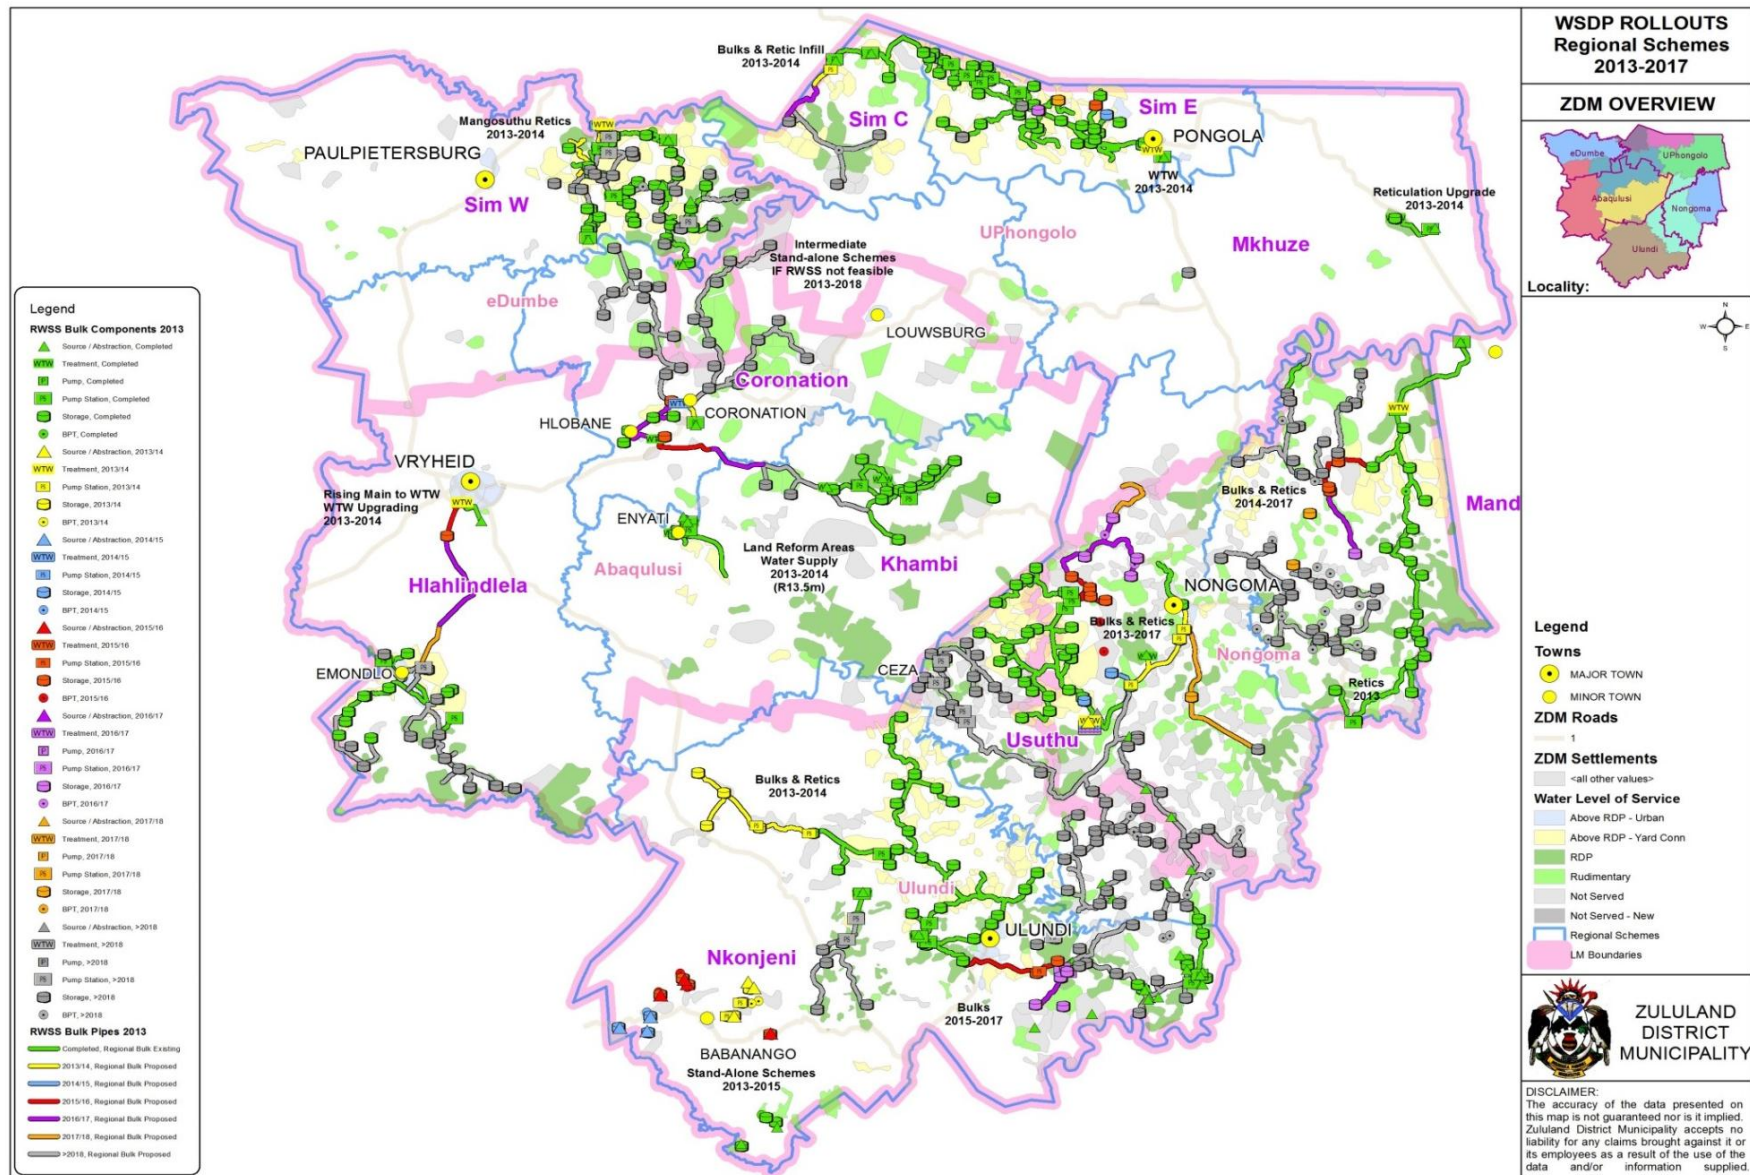 WSDP ROLLOUTS
Regional Schemes
2013-2017
ZDM OVERVIEW
eDumbe
UPhongolo
Abaqulusi
Nongoma
Ulundi
Locality:
N
W
E
S
Legend
Towns
MAJOR TOWN
MINOR TOWN
ZDM Roads
1
ZDM Settlements
<all other values>
Water Level of Service
Above RDP - Urban
Above RDP - Yard Conn
RDP
Rudimentary
Not Served
Not Served - New
Regional Schemes
LM Boundaries
ZULULAND
DISTRICT
MUNICIPALITY
DISCLAIMER:
The accuracy of the data presented on
this map is not guaranteed nor is it implied.
Zululand District Municipality accepts no
liability for any claims brought against it or
its employees as a result of the use of the
data and/or information supplied
Legend
RWSS Bulk Components 2013
Source / Abstraction, Completed
WTW Treatment, Completed
P Pump, Completed
PS Pump Station, Completed
Storage, Completed
BPT, Completed
Source / Abstraction, 2013/14
WTW Treatment, 2013/14
PS Pump Station, 2013/14
Storage, 2013/14
BPT, 2013/14
Source / Abstraction, 2014/15
WTW Treatment, 2014/15
PS Pump Station, 2014/15
Storage, 2014/15
BPT, 2014/15
Source / Abstraction, 2015/16
WTW Treatment, 2015/16
PS Pump Station, 2015/16
Storage, 2015/16
BPT, 2015/16
Source / Abstraction, 2016/17
WTW Treatment, 2016/17
P Pump, 2016/17
PS Pump Station, 2016/17
Storage, 2016/17
BPT, 2016/17
Source / Abstraction, 2017/18
WTW Treatment, 2017/18
P Pump, 2017/18
PS Pump Station, 2017/18
Storage, 2017/18
BPT, 2017/18
Source / Abstraction, >2018
WTW Treatment, >2018
P Pump, >2018
PS Pump Station, >2018
Storage, >2018
BPT, >2018
RWSS Bulk Pipes 2013
Completed, Regional Bulk Existing
2013/14, Regional Bulk Proposed
2014/15, Regional Bulk Proposed
2015/16, Regional Bulk Proposed
2016/17, Regional Bulk Proposed
2017/18, Regional Bulk Proposed
>2018, Regional Bulk Proposed
Bulks & Retic Infill
2013-2014
Sim C
Sim E
Mangosuthu Retics
2013-2014
WTW
PAULPIETERSBURG
Sim W
PONGOLA
WTW
WTW
2013-2014
Reticulation Upgrade
2013-2014
UPhongolo
Mkhuze
Intermediate
Stand-alone Schemes
IF RWSS not feasible
2013-2018
eDumbe
LOUWSBURG
Coronation
CORONATION
HLOBANE
WTW
VRYHEID
WTW
Rising Main to WTW
WTW Upgrading
2013-2014
Bulks & Retics
2014-2017
Mand
ENYATI
Land Reform Areas
Water Supply
2013-2014
(R13.5m)
Khambi
Abaqulusi
Hlahlindlela
NONGOMA
Bulks & Retics
2013-2017
Nongoma
EMONDLO
CEZA
Retics
2013
Usuthu
Bulks & Retics
2013-2014
Ulundi
ULUNDI
Nkonjeni
Bulks
2015-2017
BABANANGO
Stand-Alone Schemes
2013-2015